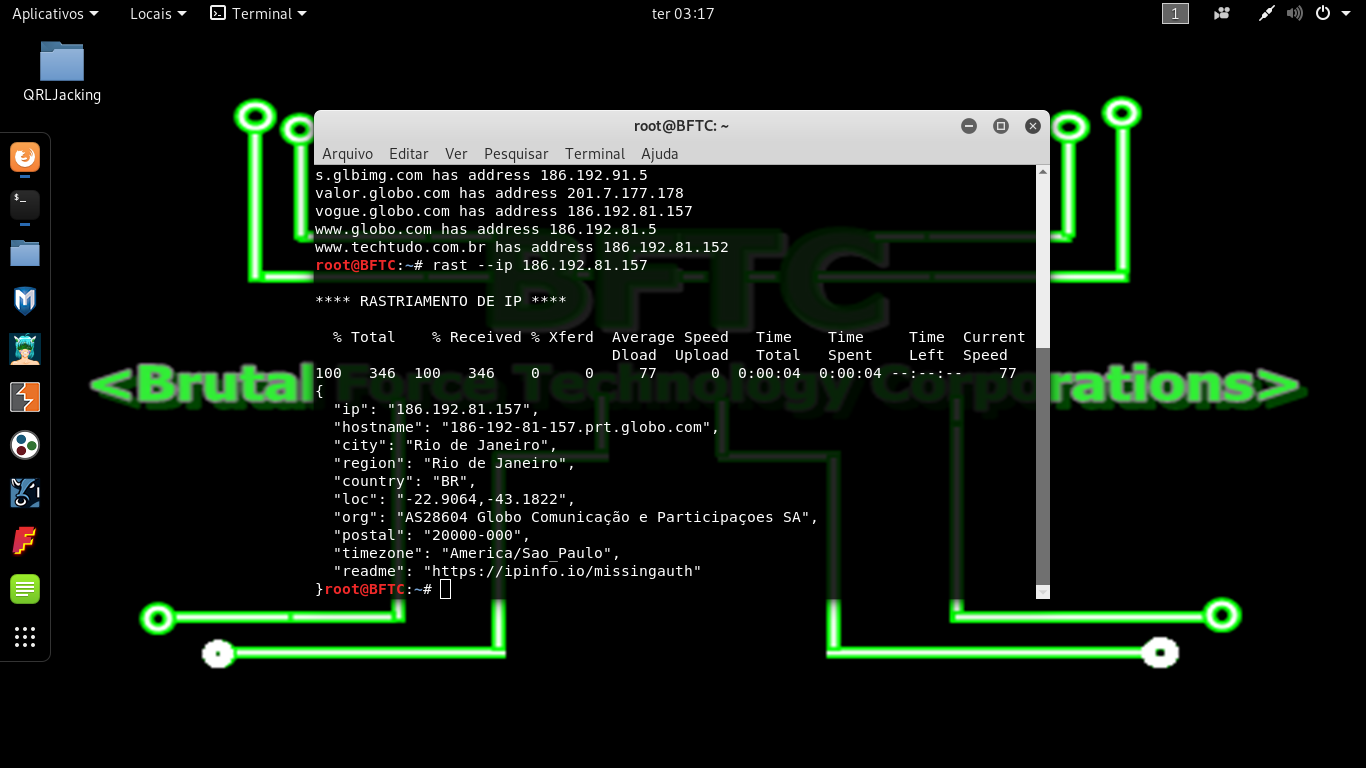 Aplicativos Locais Terminal ter 03:17 1
QRLJacking
root@BFTC: ~
Arquivo Editar Ver Pesquisar Terminal Ajuda
s.glbimg.com has address 186.192.91.5
valor.globo.com has address 201.7.177.178
vogue.globo.com has address 186.192.81.157
www.globo.com has address 186.192.81.5
www.techtudo.com.br has address 186.192.81.152
root@BFTC:~# rast --ip 186.192.81.157
**** RASTRIAMENTO DE IP ****
% Total % Received % Xferd Average Speed Time Time Time Current
Dload Upload Total Spent Left Speed
100 346 100 346 0 0 77 0 0:00:04 0:00:04 --:--:-- 77
{
"ip": "186.192.81.157",
"hostname": "186-192-81-157.prt.globo.com",
"city": "Rio de Janeiro",
"region": "Rio de Janeiro",
"country": "BR",
"loc": "-22.9064,-43.1822",
"org": "AS28604 Globo Comunicação e Participaçoes SA",
"postal": "20000-000",
"timezone": "America/Sao_Paulo",
"readme": "https://ipinfo.io/missingauth"
}root@BFTC:~#
BFTC
<Brutal Force Technology Corporations>